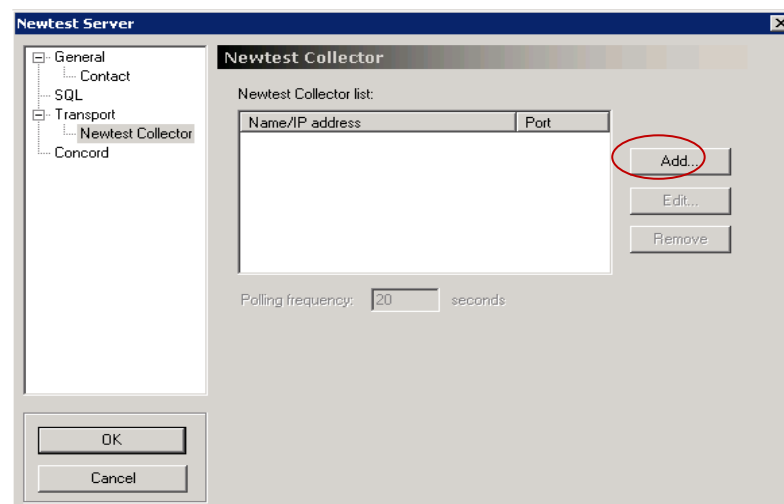 Newtest Server
General
Contact
SQL
Transport
Newtest Collector
Concord
Newtest Collector
Newtest Collector list:
Name/IP address Port
Add...
Edit...
Remove
Polling frequency: 20 seconds
OK
Cancel